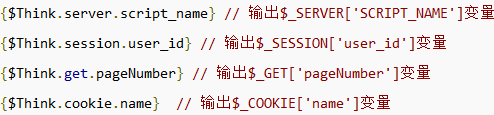 {$Think.server.script_name} // 输出$_SERVER['SCRIPT_NAME']变量
{$Think.session.user_id} // 输出$_SESSION['user_id']变量
{$Think.get.pageNumber} // 输出$_GET['pageNumber']变量
{$Think.cookie.name}  // 输出$_COOKIE['name']变量